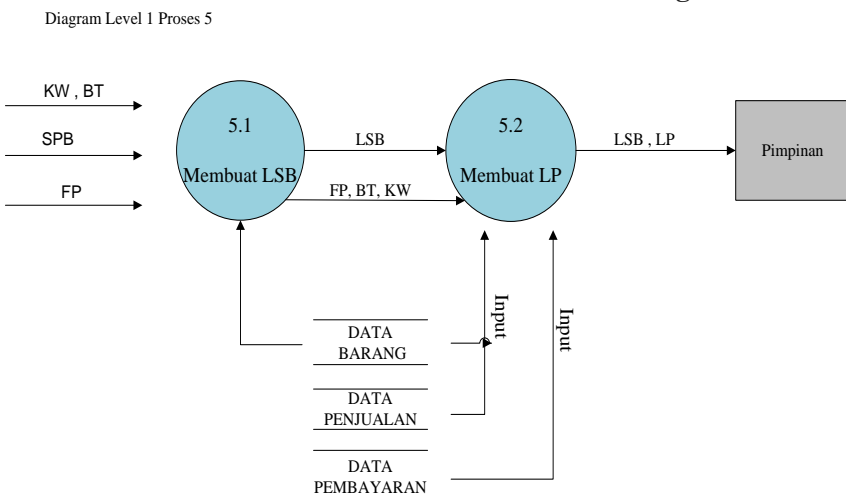 Diagram Level 1 Proses 5
KW , BT
SPB
FP
5.1
Membuat LSB
LSB
FP, BT, KW
5.2
Membuat LP
LSB , LP
Pimpinan
Input
Input
DATA
BARANG
DATA
PENJUALAN
DATA
PEMBAYARAN